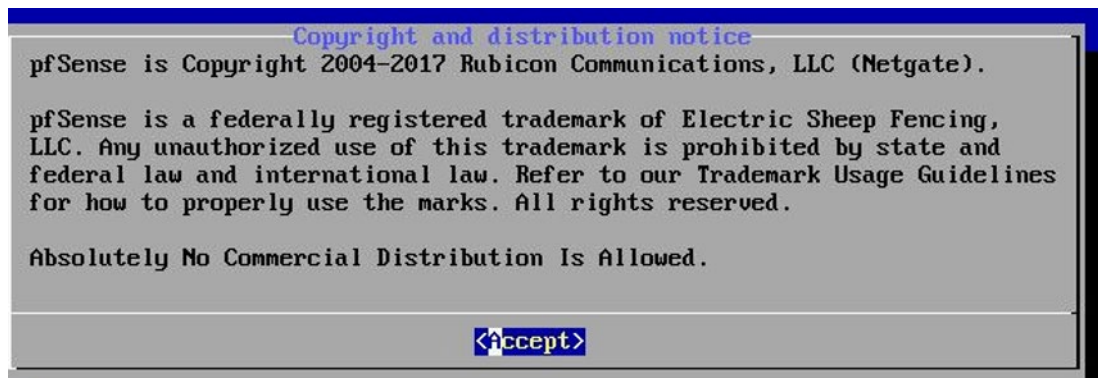 Copyright and distribution notice
pfSense is Copyright 2004-2017 Rubicon Communications, LLC (Netgate).
pfSense is a federally registered trademark of Electric Sheep Fencing,
LLC. Any unauthorized use of this trademark is prohibited by state and
federal law and international law. Refer to our Trademark Usage Guidelines
for how to properly use the marks. All rights reserved.
Absolutely No Commercial Distribution Is Allowed.
<Accept>